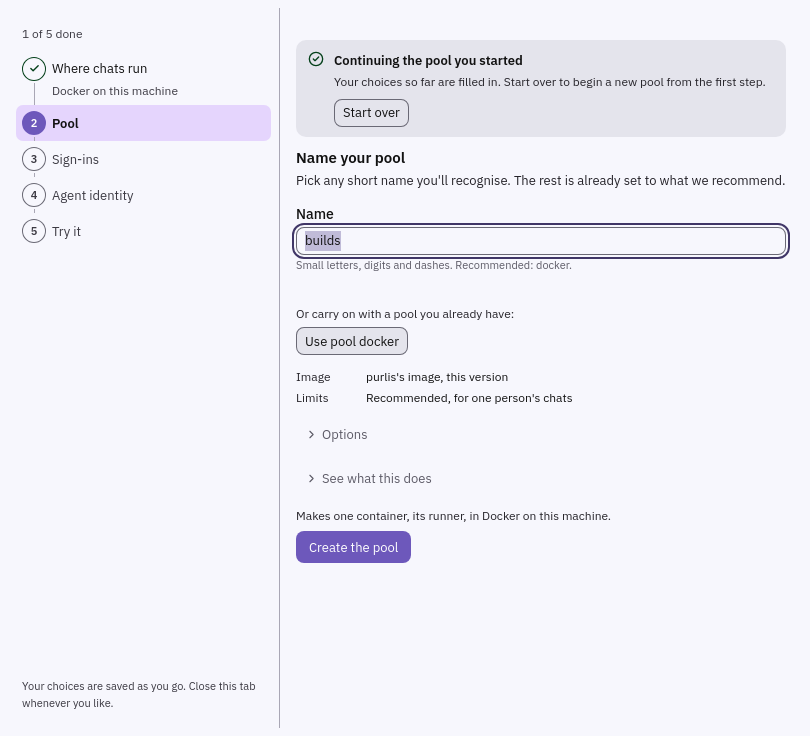 1 of 5 done
Where chats run
Docker on this machine
2 Pool
3 Sign-ins
4 Agent identity
5 Try it
Your choices are saved as you go. Close this tab
whenever you like.
Continuing the pool you started
Your choices so far are filled in. Start over to begin a new pool from the first step.
Start over
Name your pool
Pick any short name you'll recognise. The rest is already set to what we recommend.
Name
builds
Small letters, digits and dashes. Recommended: docker.
Or carry on with a pool you already have:
Use pool docker
Image purlis's image, this version
Limits Recommended, for one person's chats
Options
See what this does
Makes one container, its runner, in Docker on this machine.
Create the pool